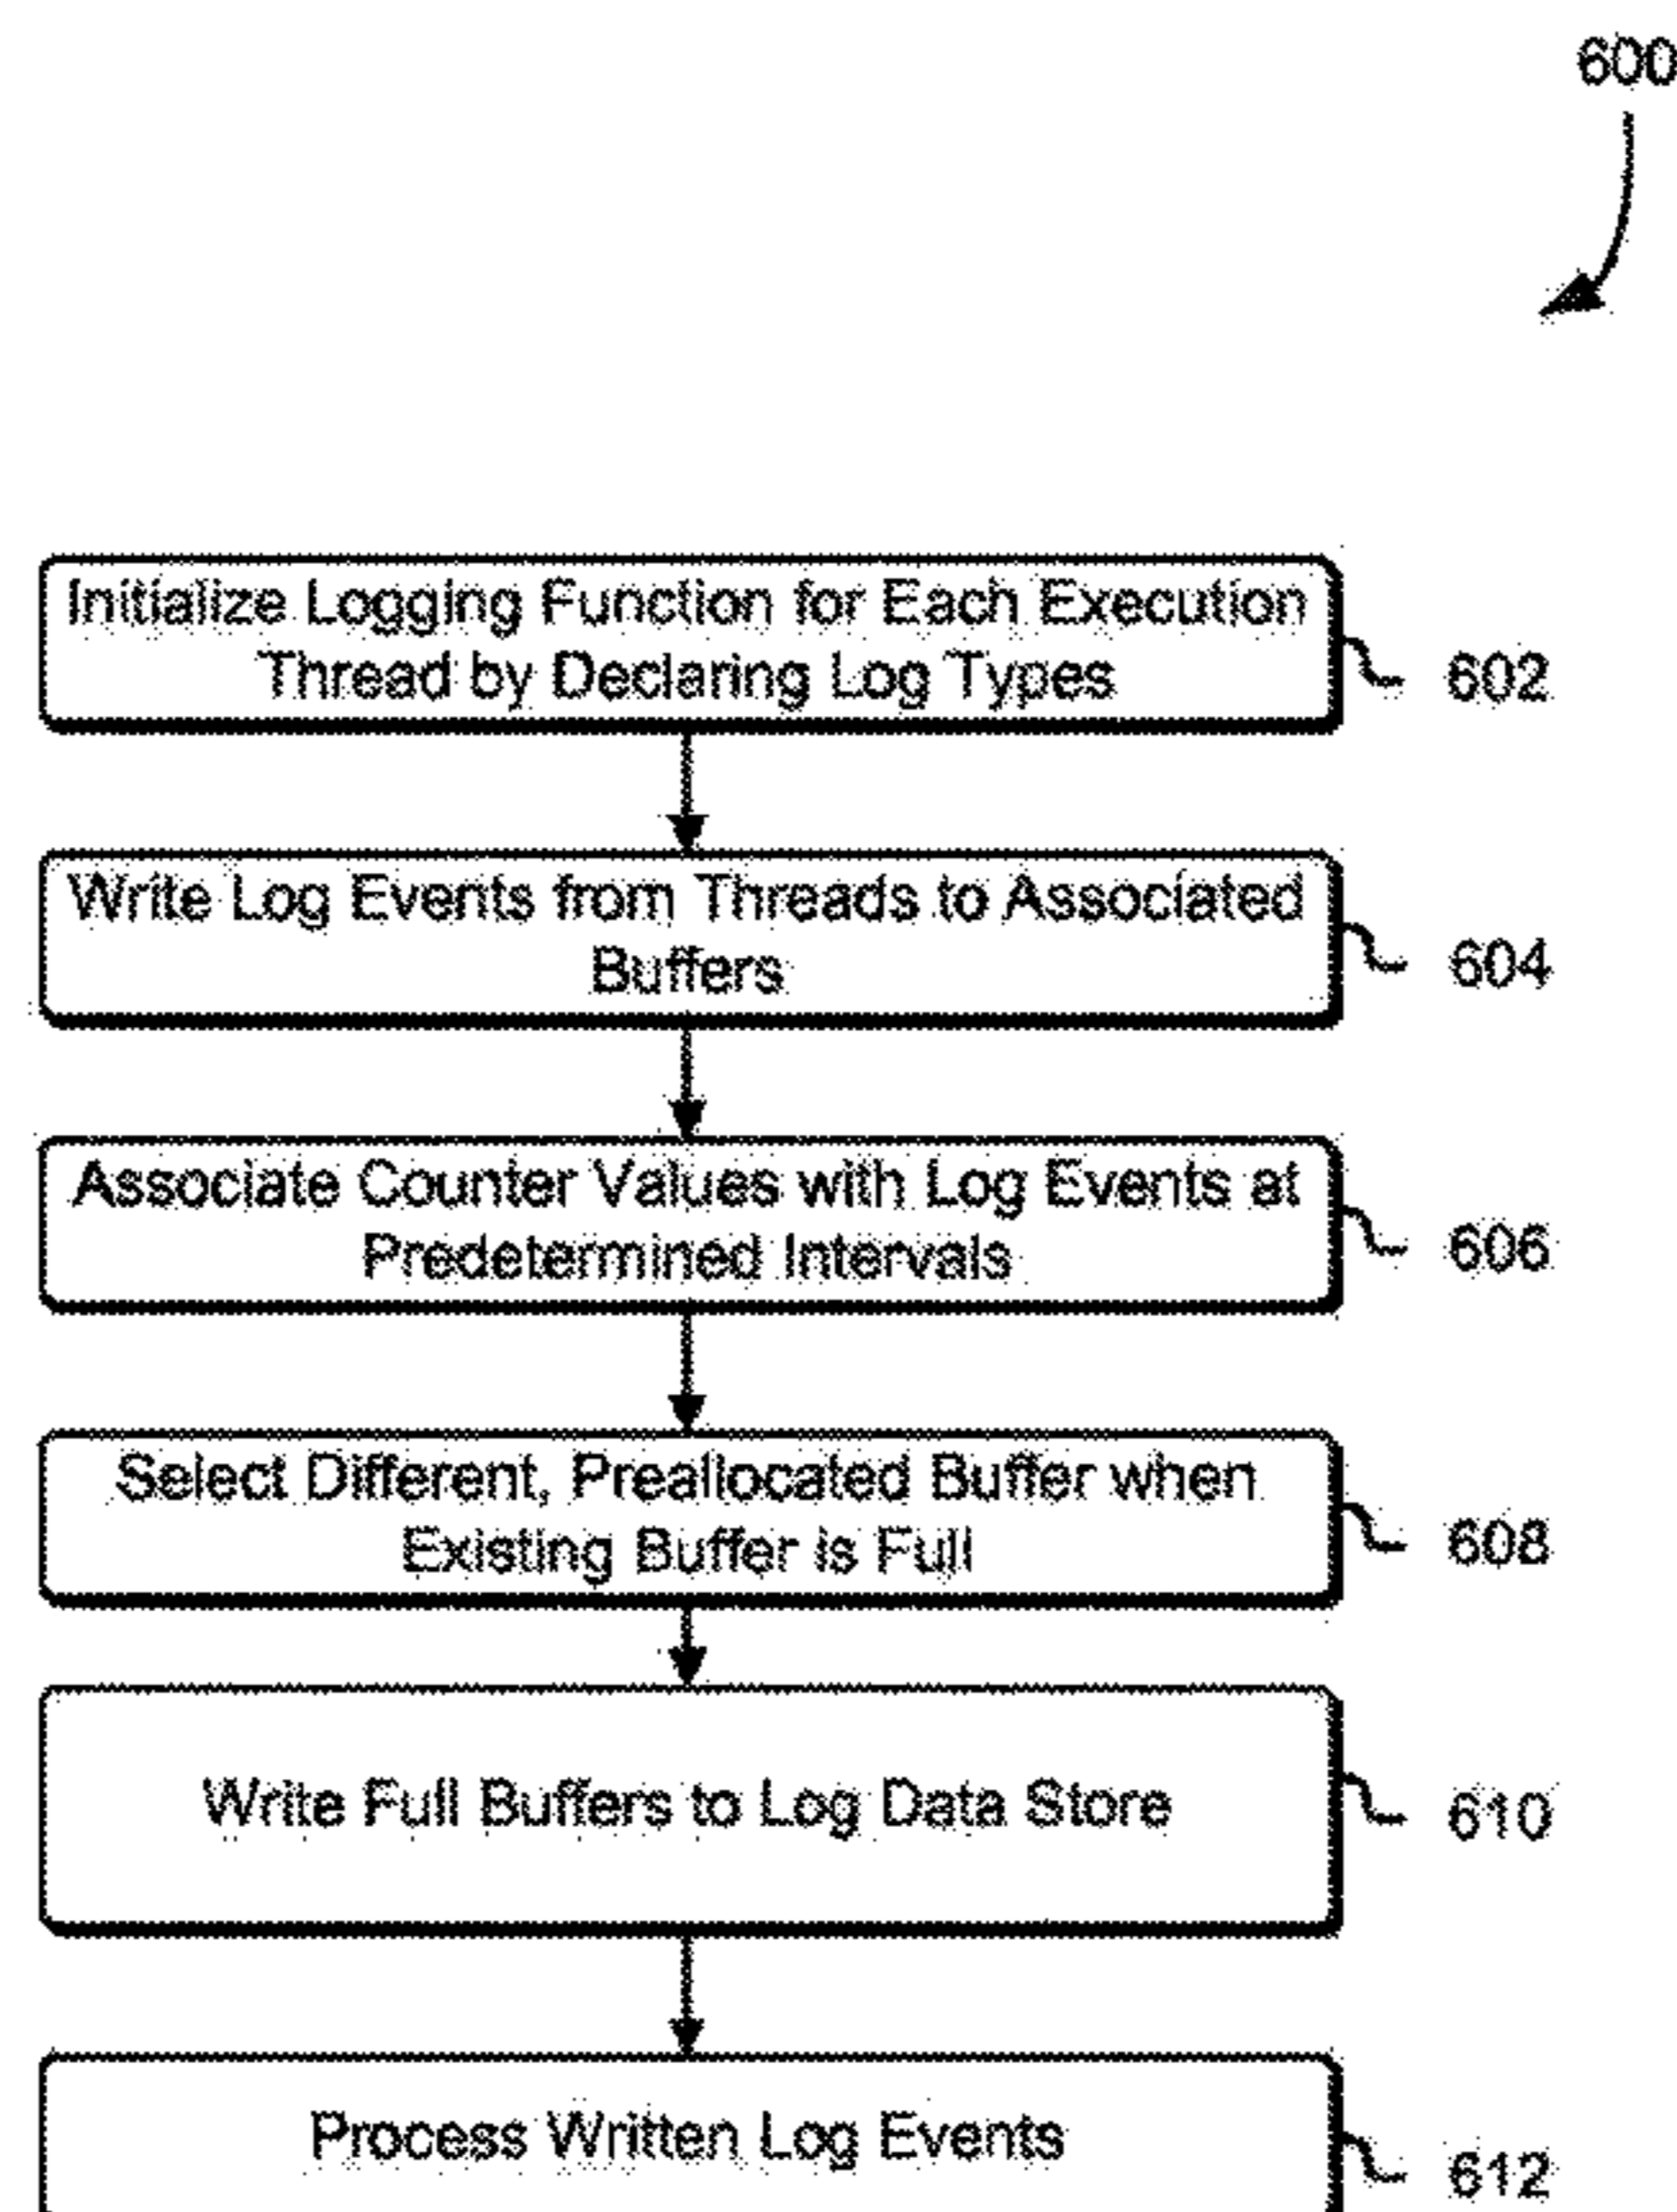 600
Initialize Logging Function for Each Execution
Thread by Declaring Log Types
602
Write Log Events from Threads to Associated
Buffers
604
Associate Counter Values with Log Events at
Predetermined Intervals
606
Select Different, Preallocated Buffer when
Existing Buffer is Full
608
Write Full Buffers to Log Data Store
610
Process Written Log Events
612